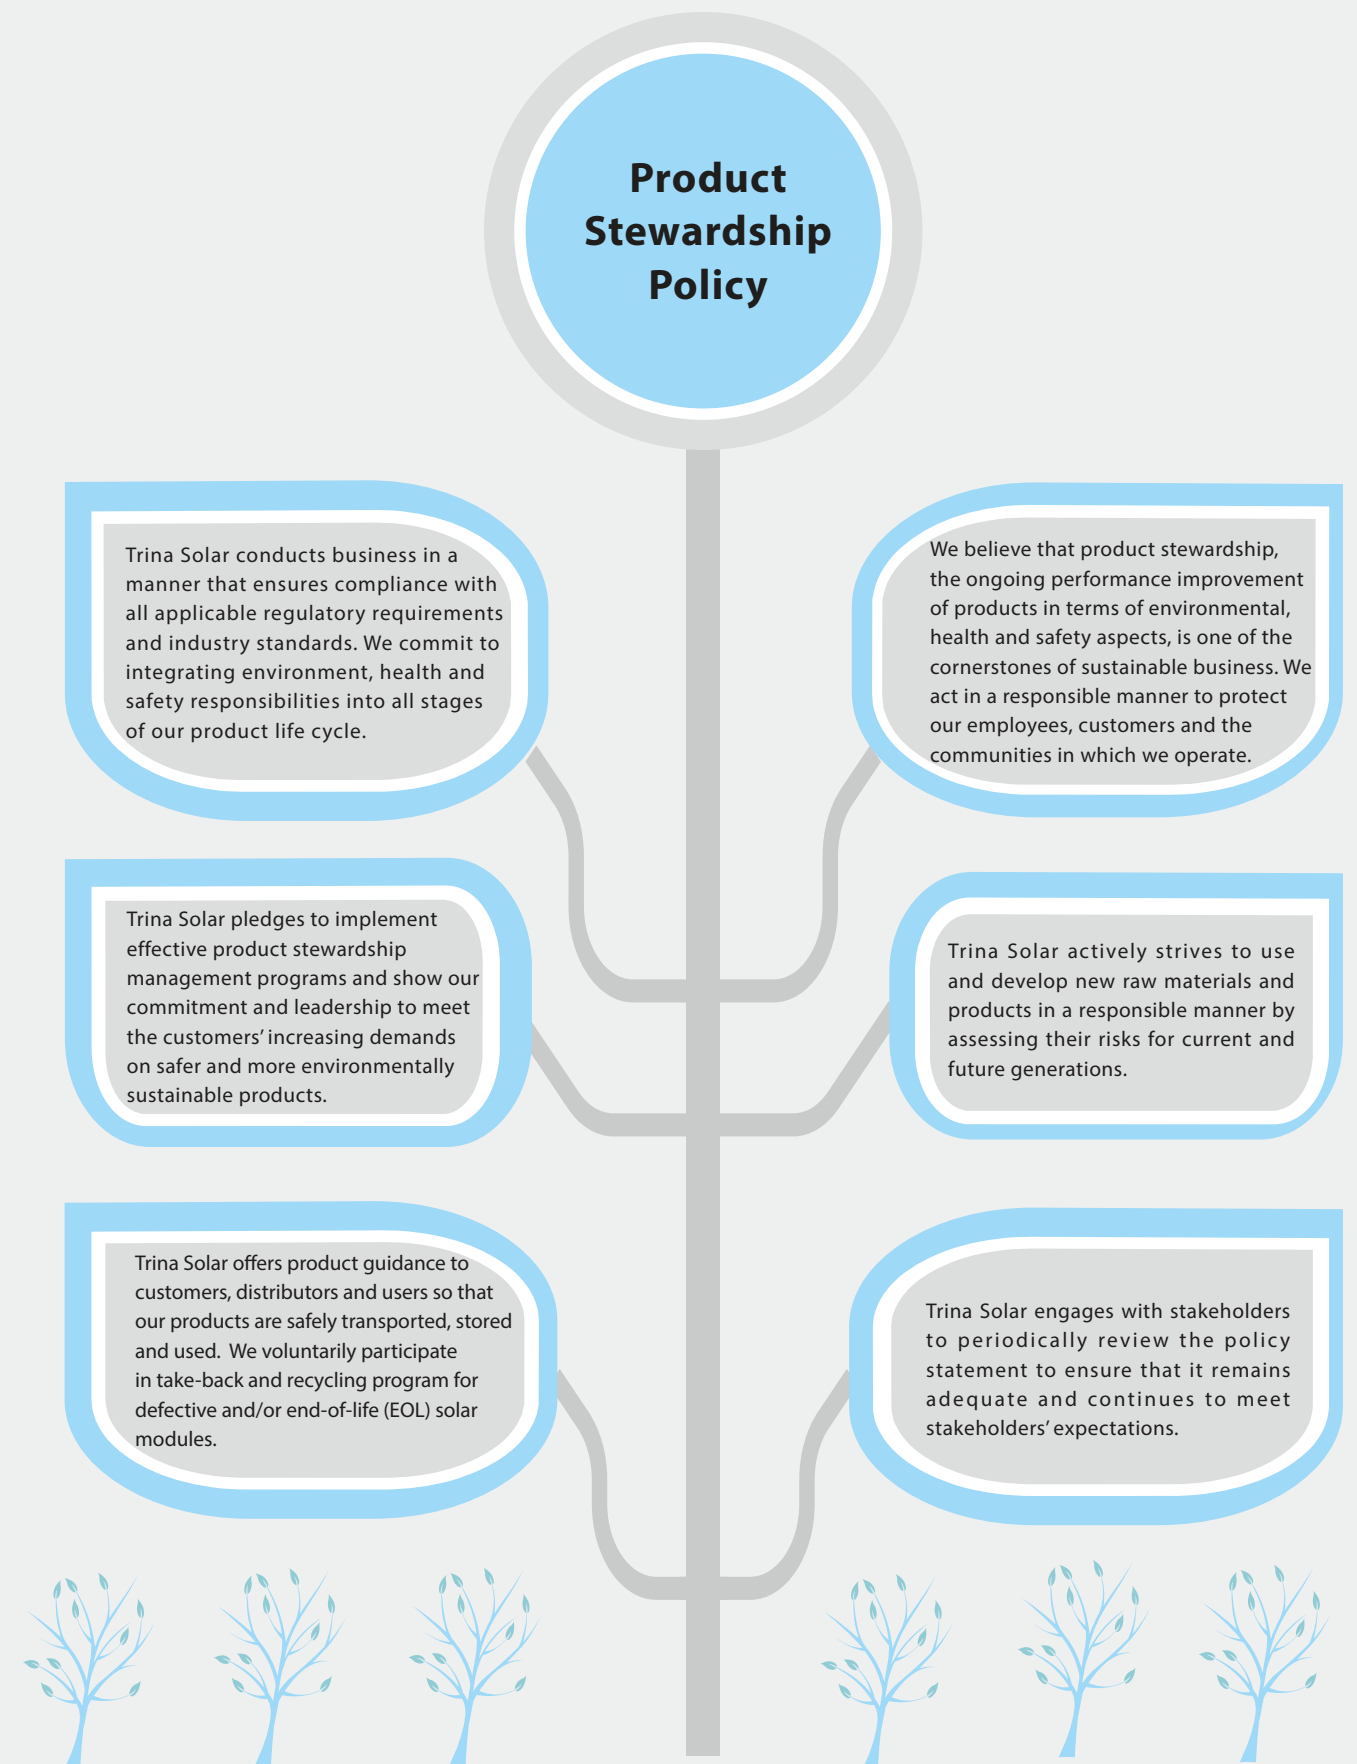 Product
Stewardship
Policy
Trina Solar conducts business in a
manner that ensures compliance with
all applicable regulatory requirements
and industry standards. We commit to
integrating environment, health and
safety responsibilities into all stages
of our product life cycle.
We believe that product stewardship,
the ongoing performance improvement
of products in terms of environmental,
health and safety aspects, is one of the
cornerstones of sustainable business. We
act in a responsible manner to protect
our employees, customers and the
communities in which we operate.
Trina Solar pledges to implement
effective product stewardship
management programs and show our
commitment and leadership to meet
the customers’ increasing demands
on safer and more environmentally
sustainable products.
Trina Solar actively strives to use
and develop new raw materials and
products in a responsible manner by
assessing their risks for current and
future generations.
Trina Solar offers product guidance to
customers, distributors and users so that
our products are safely transported, stored
and used. We voluntarily participate
in take-back and recycling program for
defective and/or end-of-life (EOL) solar
modules.
Trina Solar engages with stakeholders
to periodically review the policy
statement to ensure that it remains
adequate and continues to meet
stakeholders’ expectations.